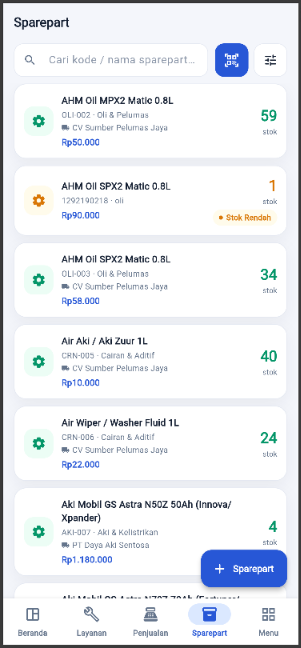 Sparepart
Cari kode / nama sparepart...
AHM Oil MPX2 Matic 0.8L
OLI-002 · Oli & Pelumas
CV Sumber Pelumas Jaya
Rp50.000
59
stok
AHM Oil SPX2 Matic 0.8L
1292190218 · oli
Rp90.000
1
stok
Stok Rendah
AHM Oil SPX2 Matic 0.8L
OLI-003 · Oli & Pelumas
CV Sumber Pelumas Jaya
Rp58.000
34
stok
Air Aki / Aki Zuur 1L
CRN-005 · Cairan & Aditif
CV Sumber Pelumas Jaya
Rp10.000
40
stok
Air Wiper / Washer Fluid 1L
CRN-006 · Cairan & Aditif
CV Sumber Pelumas Jaya
Rp22.000
24
stok
Aki Mobil GS Astra N50Z 50Ah (Innova/
Xpander)
AKI-007 · Aki & Kelistrikan
PT Daya Aki Sentosa
Rp1.180.000
4
stok
+ Sparepart
Aki Mobil GS Astra
Beranda
Layanan
Penjualan
Sparepart
Menu